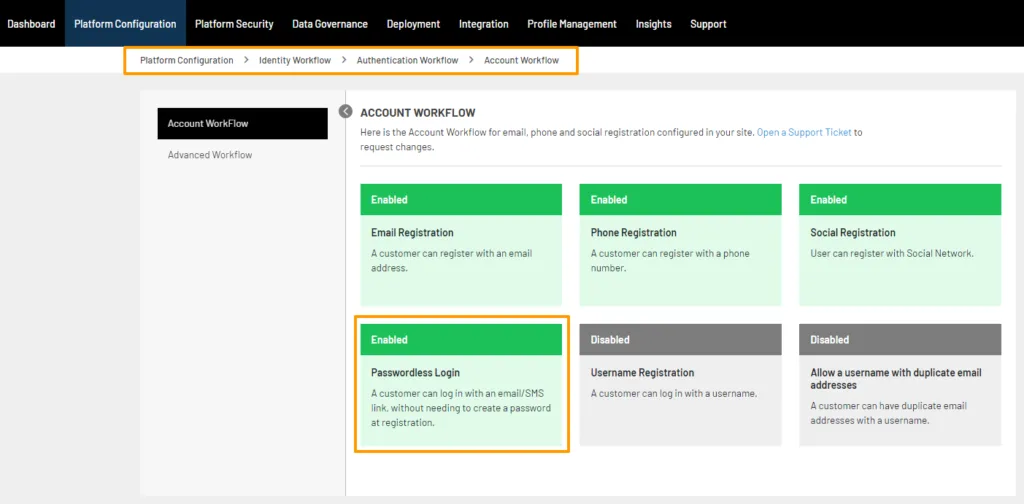 Dashboard Platform Configuration Platform Security Data Governance Deployment Integration Profile Management Insights Support
Platform Configuration > Identity Workflow > Authentication Workflow > Account Workflow
Account WorkFlow
Advanced Workflow
ACCOUNT WORKFLOW
Here is the Account Workflow for email, phone and social registration configured in your site. Open a Support Ticket to
request changes.
Enabled
Email Registration
A customer can register with an email
address.
Enabled
Phone Registration
A customer can register with a phone
number.
Enabled
Social Registration
User can register with Social Network.
Enabled
Passwordless Login
A customer can log in with an email/SMS
link, without needing to create a password
at registration.
Disabled
Username Registration
A customer can log in with a username.
Disabled
Allow a username with duplicate email
addresses
A customer can have duplicate email
addresses with a username.